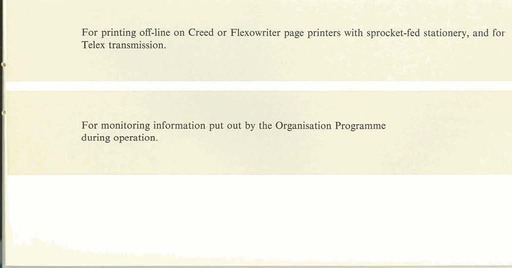 For printing off-line on Creed or Flexowriter page printers with sprocket-fed stationery, and for
Telex transmission.
For monitoring information put out by the Organisation Programme
during operation.